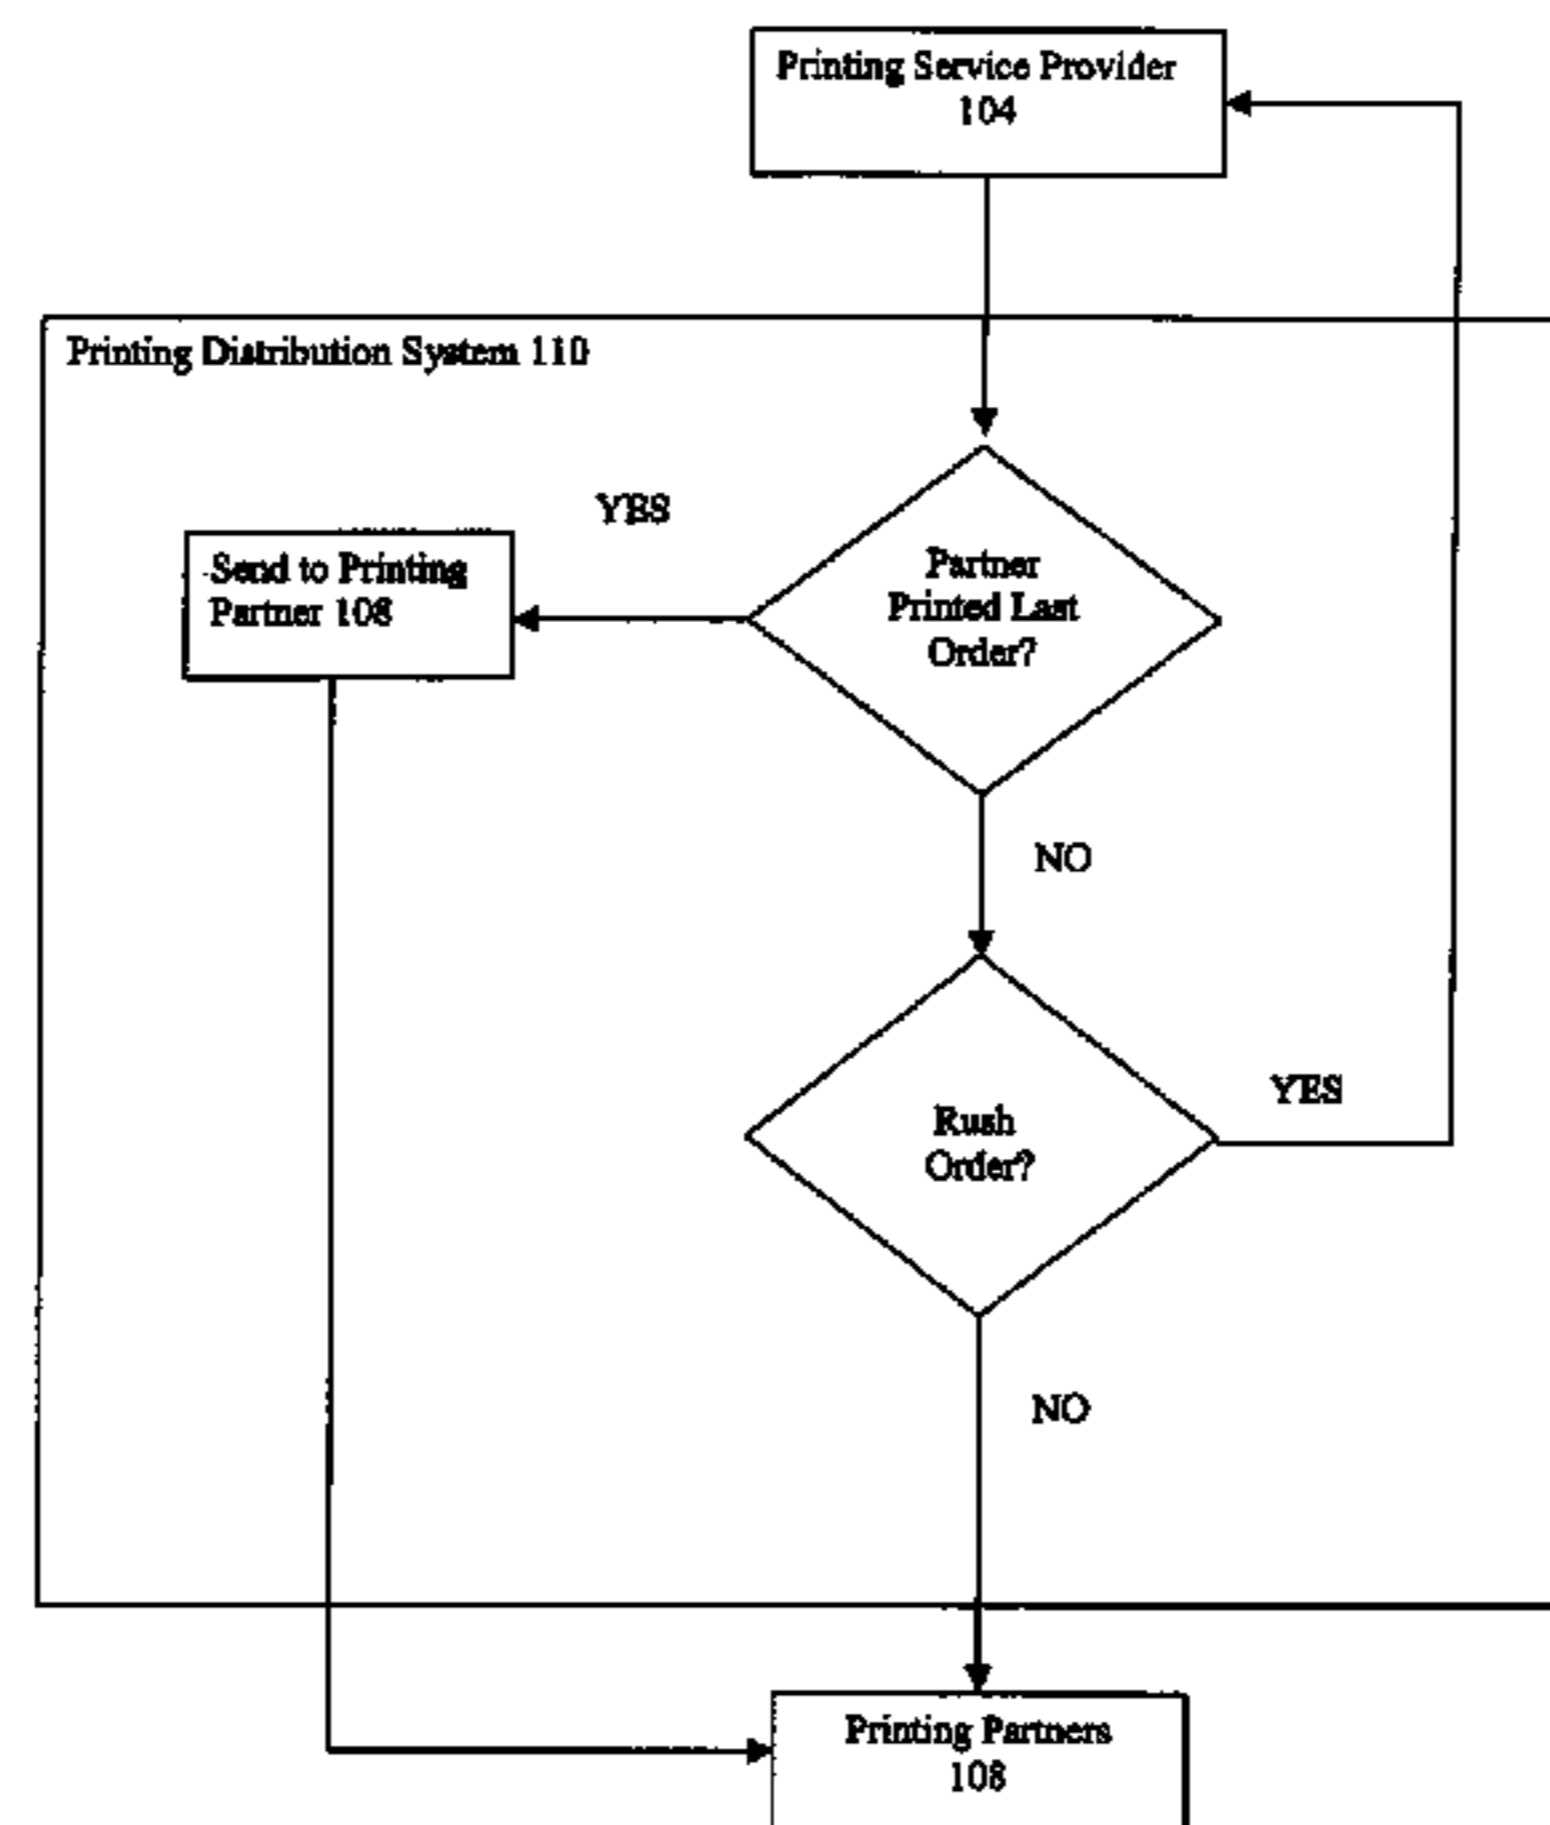 Printing Service Provider
104
Printing Distribution System 110
YES
Send to Printing
Partner 108
Partner
Printed Last
Order?
NO
YES
Rush
Order?
NO
Printing Partners
108